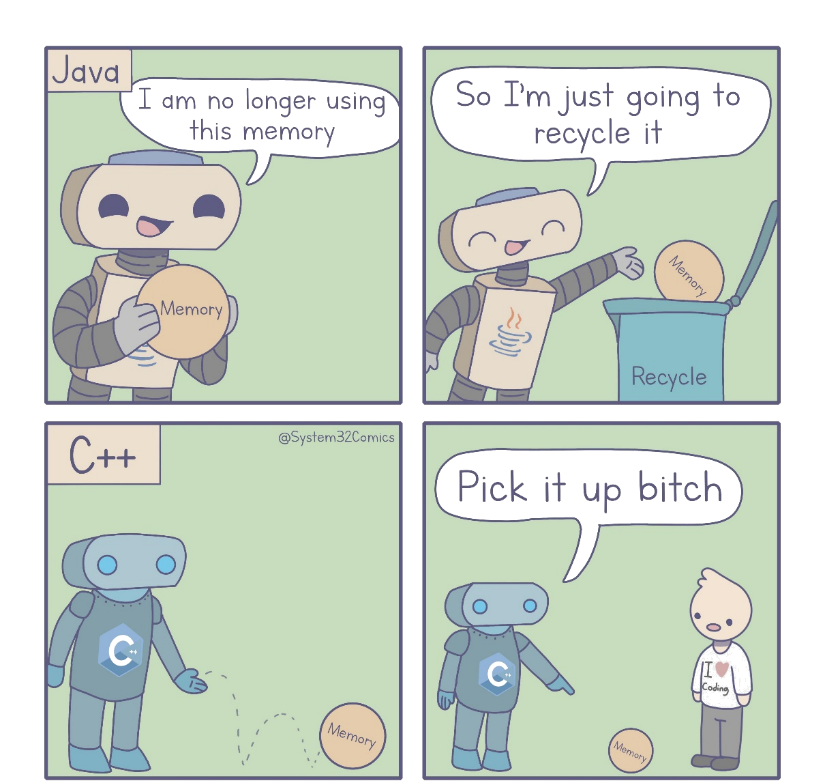 Java
I am no longer using
this memory
Memory
So I'm just going to
recycle it
Memory
Recycle
C++
@System32Comics
C++
Memory
Pick it up bitch
C++
I ♥
Coding
Memory